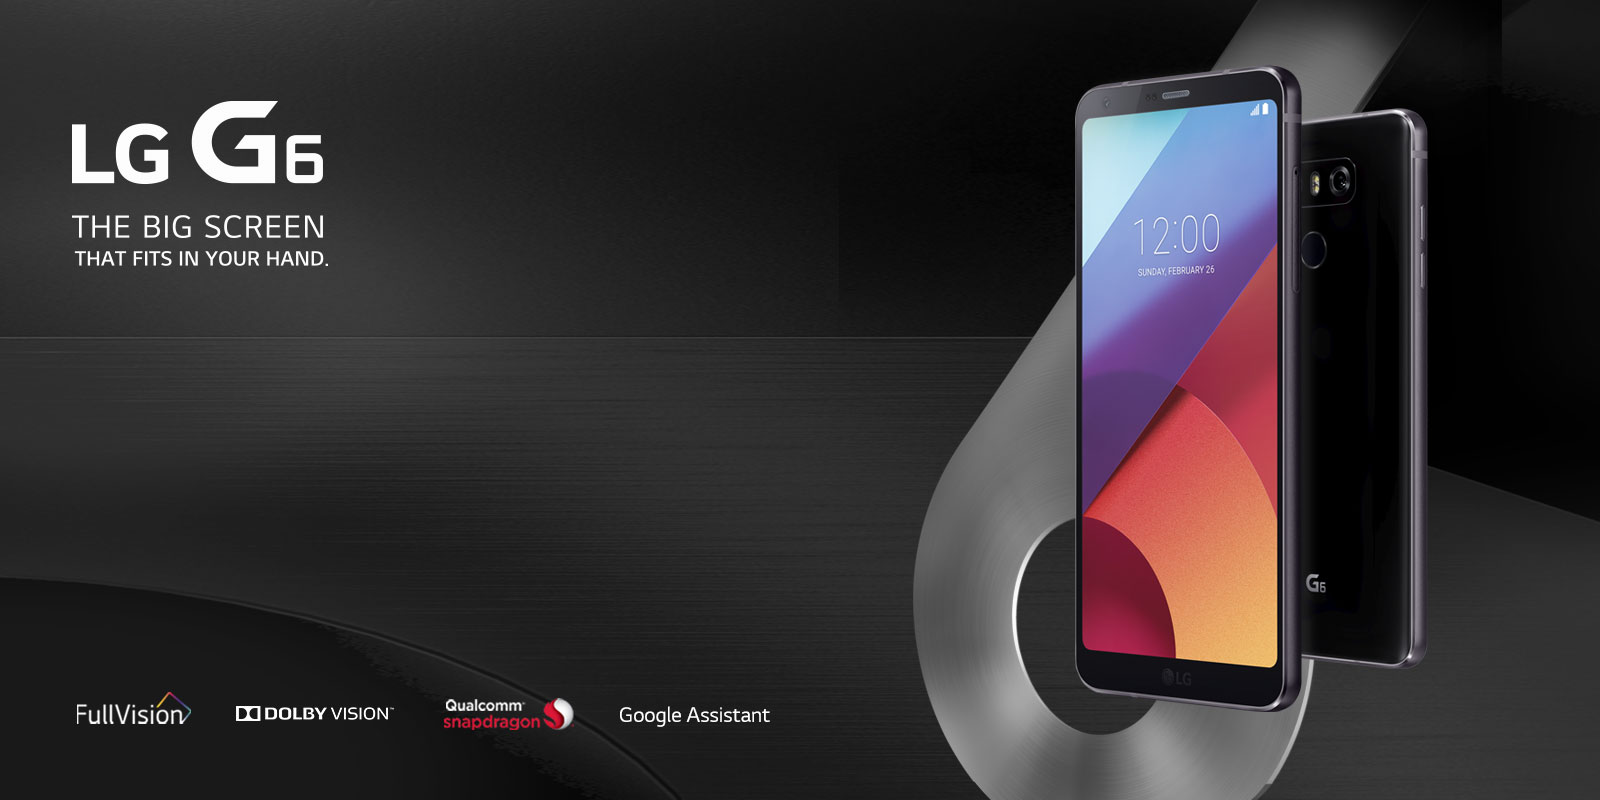 LG G6
THE BIG SCREEN
THAT FITS IN YOUR HAND.
12:00
SUNDAY, FEBRUARY 26
G6
LG
FullVision
DOLBY VISION™
Qualcomm™
snapdragon
Google Assistant